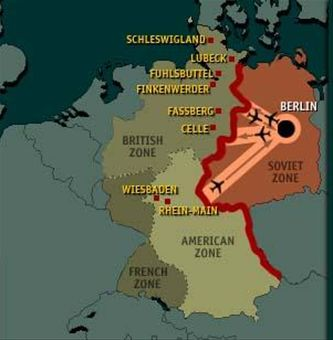 SCHLESWIGLAND
LUBECK
FUHLSBUTTEL
FINKENWERDER
BERLIN
FASSBERG
CELLE
BRITISH
ZONE
SOVIET
ZONE
WIESBADEN
RHEIN-MAIN
AMERICAN
ZONE
FRENCH
ZONE